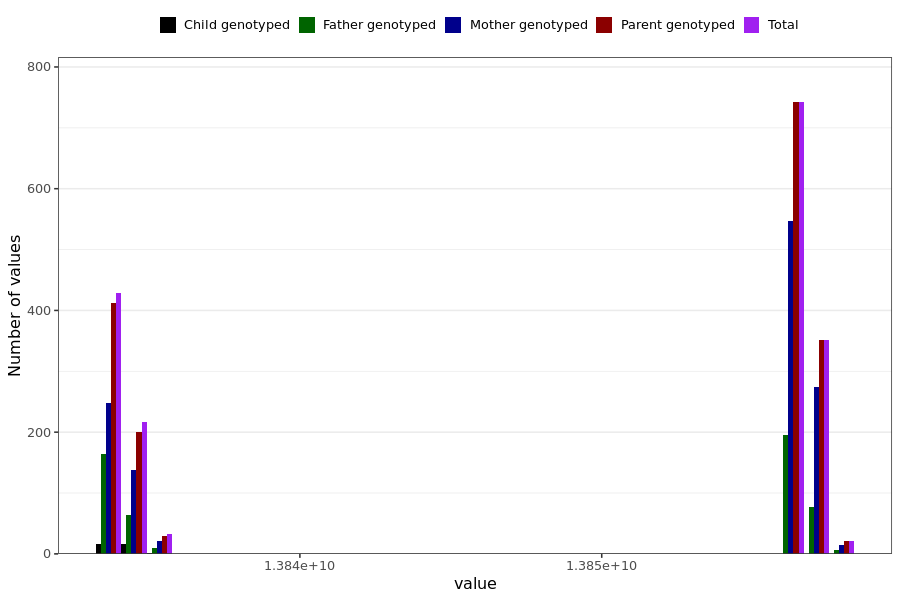 Child genotyped Father genotyped Mother genotyped Parent genotyped Total
800
600
400
200
0
Number of values
1.384e+10 1.385e+10
value